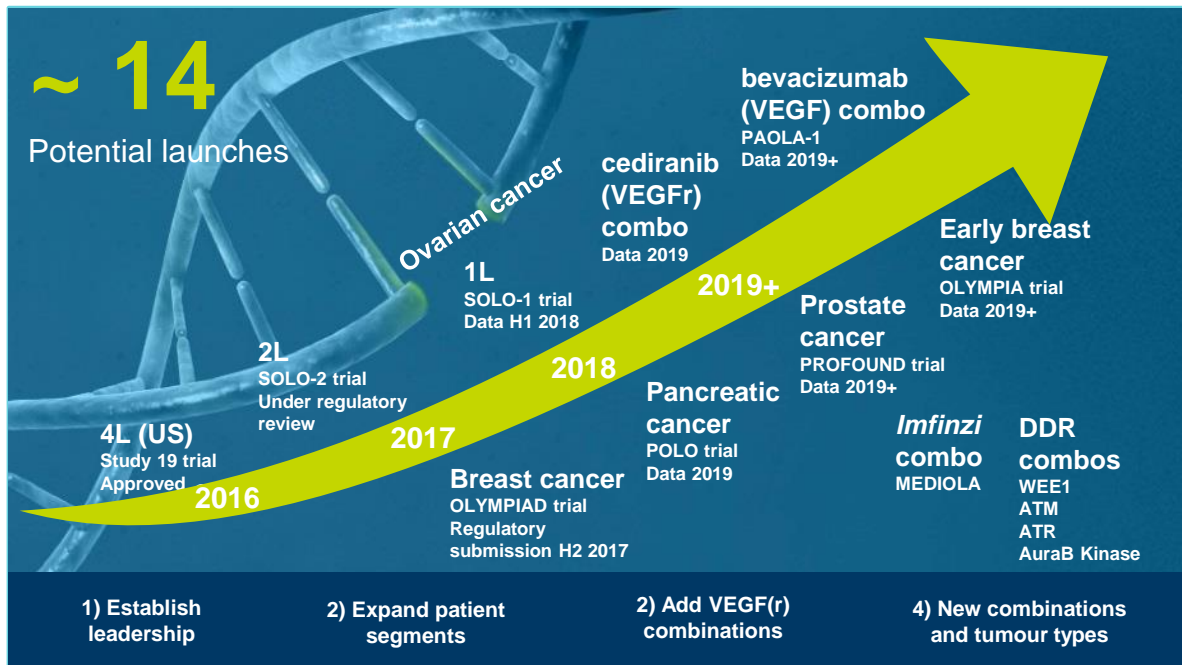 ~ 14
Potential launches
Ovarian cancer
4L (US)
Study 19 trial
Approved
2L
SOLO-2 trial
Under regulatory
review
1L
SOLO-1 trial
Data H1 2018
cediranib
(VEGFr)
combo
Data 2019
bevacizumab
(VEGF) combo
PAOLA-1
Data 2019+
2016
2017
2018
2019+
Breast cancer
OLYMPIAD trial
Regulatory
submission H2 2017
Pancreatic
cancer
POLO trial
Data 2019
Prostate
cancer
PROFOUND trial
Data 2019+
Early breast
cancer
OLYMPIA trial
Data 2019+
Imfinzi
combo
MEDIOLA
DDR
combos
WEE1
ATM
ATR
AuraB Kinase
1) Establish
leadership
2) Expand patient
segments
2) Add VEGF(r)
combinations
4) New combinations
and tumour types